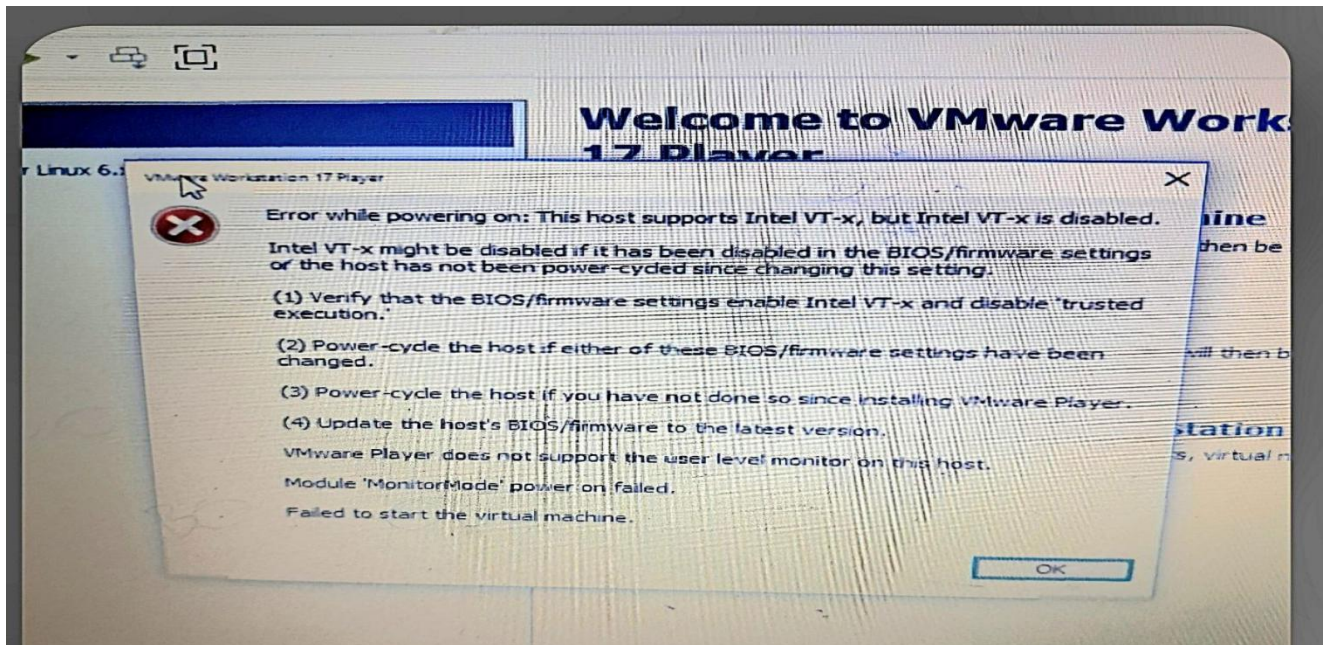 Welcome to VMware Works
17 Player
r Linux 6.
VMware Workstation 17 Player
Error while powering on: This host supports Intel VT-x, but Intel VT-x is disabled.
Intel VT-x might be disabled if it has been disabled in the BIOS/firmware settings
or the host has not been power-cycled since changing this setting.
(1) Verify that the BIOS/firmware settings enable Intel VT-x and disable 'trusted
execution.'
(2) Power-cycle the host if either of these BIOS/firmware settings have been
changed.
(3) Power-cycle the host if you have not done so since installing VMware Player.
(4) Update the host's BIOS/firmware to the latest version.
VMware Player does not support the user level monitor on this host.
Module 'MonitorMode' power on failed.
Failed to start the virtual machine.
OK
ine
then be
will then b
station
s, virtual